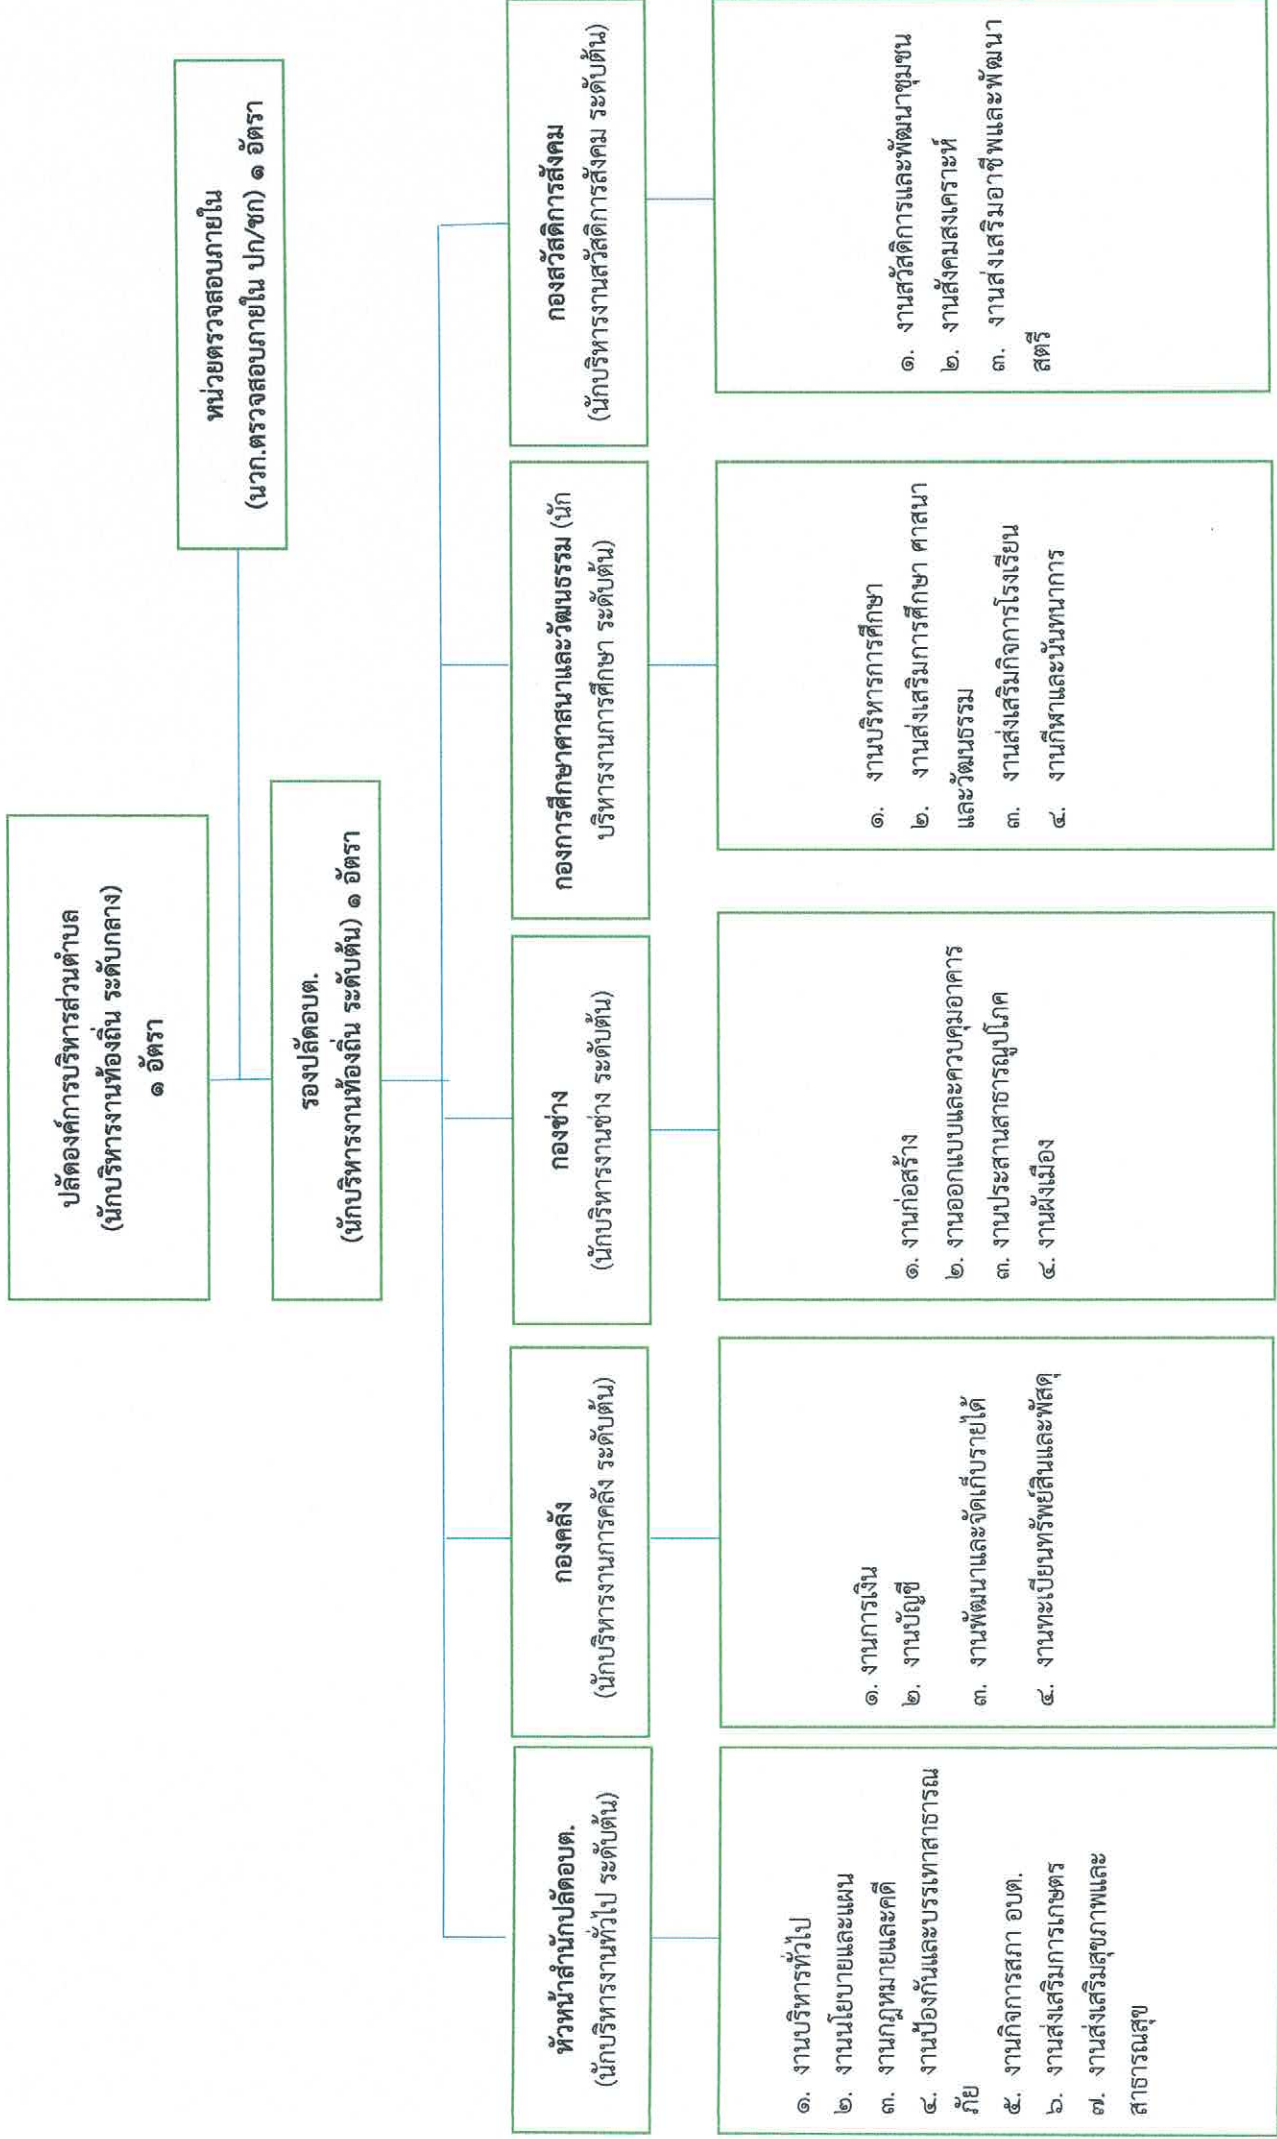 ปลัดองค์การบริหารส่วนตำบล
(นักบริหารงานท้องถิ่น ระดับกลาง)
๑ อัตรา
หน่วยตรวจสอบภายใน
(นวก.ตรวจสอบภายใน ปก/ชก) ๑ อัตรา
รองปลัดอบต.
(นักบริหารงานท้องถิ่น ระดับต้น) ๑ อัตรา
หัวหน้าสำนักปลัดอบต.
(นักบริหารงานทั่วไป ระดับต้น)
กองคลัง
(นักบริหารงานการคลัง ระดับต้น)
กองช่าง
(นักบริหารงานช่าง ระดับต้น)
กองการศึกษาศาสนาและวัฒนธรรม (นัก
บริหารงานการศึกษา ระดับต้น)
กองสวัสดิการสังคม
(นักบริหารงานสวัสดิการสังคม ระดับต้น)
๑. งานบริหารทั่วไป
๒. งานนโยบายและแผน
๓. งานกฎหมายและคดี
๔. งานป้องกันและบรรเทาสาธารณ
ภัย
๕. งานกิจการสภา อบต.
๖. งานส่งเสริมการเกษตร
๗. งานส่งเสริมสุขภาพและ
สาธารณสุข
๑. งานการเงิน
๒. งานบัญชี
๓. งานพัฒนาและจัดเก็บรายได้
๔. งานทะเบียนทรัพย์สินและพัสดุ
๑. งานก่อสร้าง
๒. งานออกแบบและควบคุมอาคาร
๓. งานประสานสาธารณูปโภค
๔. งานผังเมือง
๑. งานบริหารการศึกษา
๒. งานส่งเสริมการศึกษา ศาสนา
และวัฒนธรรม
๓. งานส่งเสริมกิจการโรงเรียน
๔. งานกีฬาและนันทนาการ
๑. งานสวัสดิการและพัฒนาชุมชน
๒. งานสังคมสงเคราะห์
๓. งานส่งเสริมอาชีพและพัฒนา
สตรี